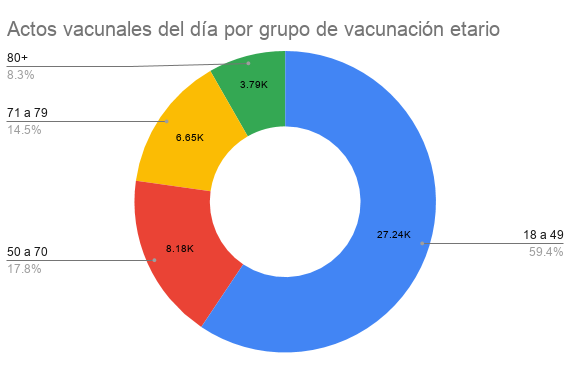 Actos vacunales del día por grupo de vacunación etario
80+
8.3%
3.79K
71 a 79
14.5%
6.65K
18 a 49
59.4%
27.24K
50 a 70
17.8%
8.18K